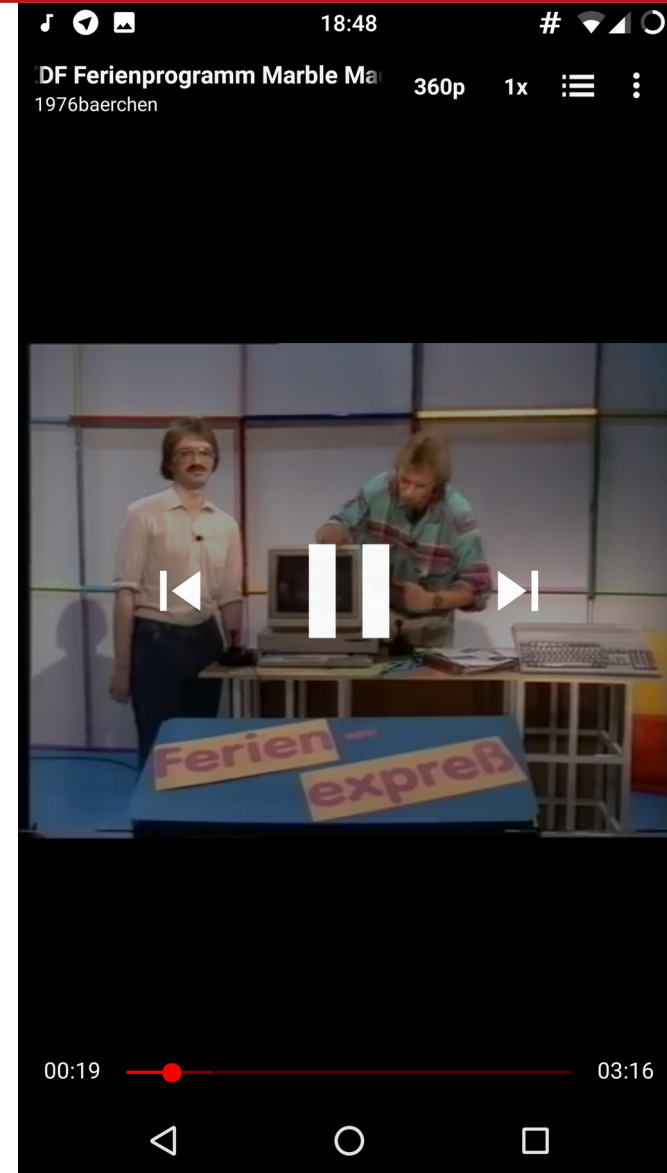 18:48
DF Ferienprogramm Marble Ma
360p
1x
1976baerchen
Ferien-
expreß
00:19
03:16